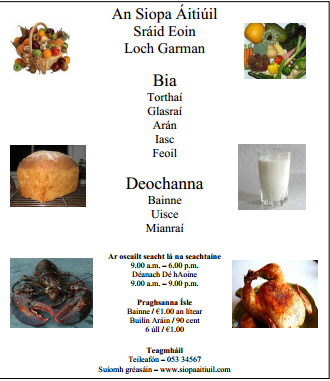 An Siopa Áitiúil
Sráid Eoin
Loch Garman
Bia
Torthaí
Glasraí
Arán
Iasc
Feoil
Deochanna
Bainne
Uisce
Mianraí
Ar oscailt seacht lá na seachtaine
9.00 a.m. – 6.00 p.m.
Déanach Dé hAoine
9.00 a.m. – 9.00 p.m.
Praghsanna Ísle
Bainne / €1.00 an lítear
Builín Aráin / 90 cent
6 úll / €1.00
Teagmháil
Teileafón – 053 34567
Suíomh gréasáin – www.siopaaitiuil.com